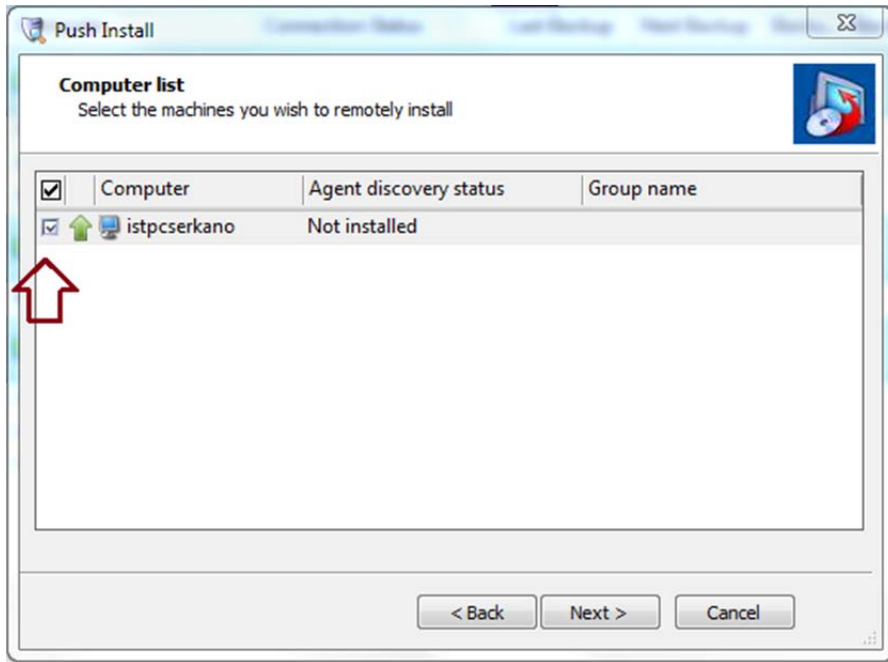 Push Install
Computer list
Select the machines you wish to remotely install
Computer Agent discovery status Group name
istpcserkano Not installed
< Back Next > Cancel